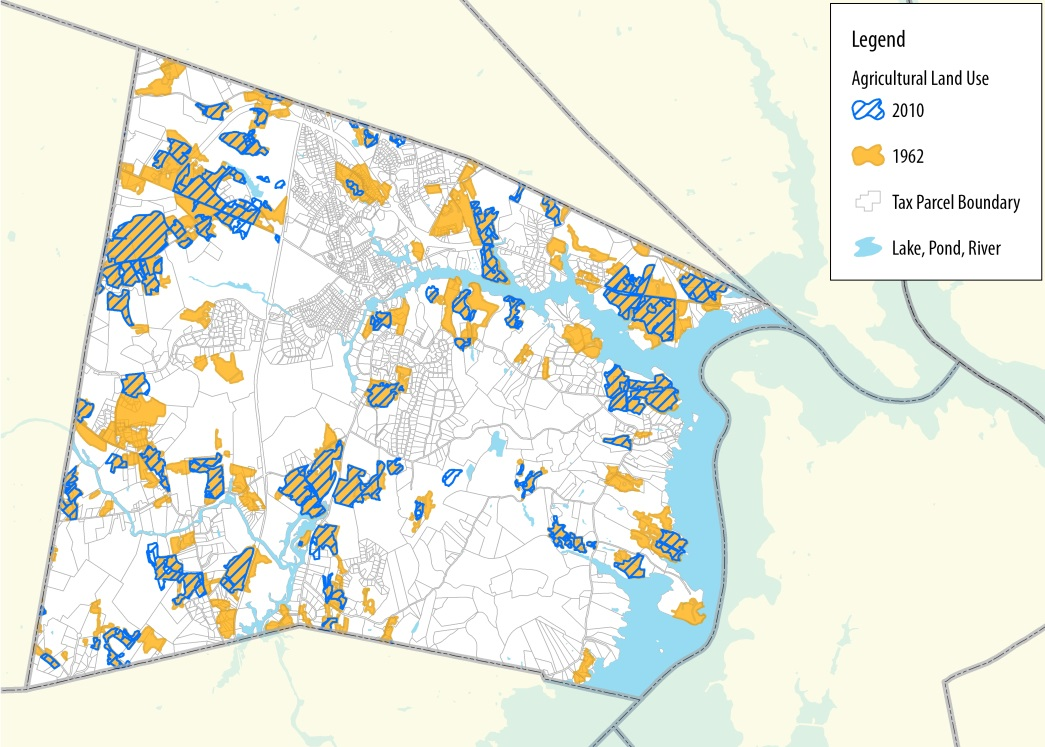 Legend
Agricultural Land Use
2010
1962
Tax Parcel Boundary
Lake, Pond, River